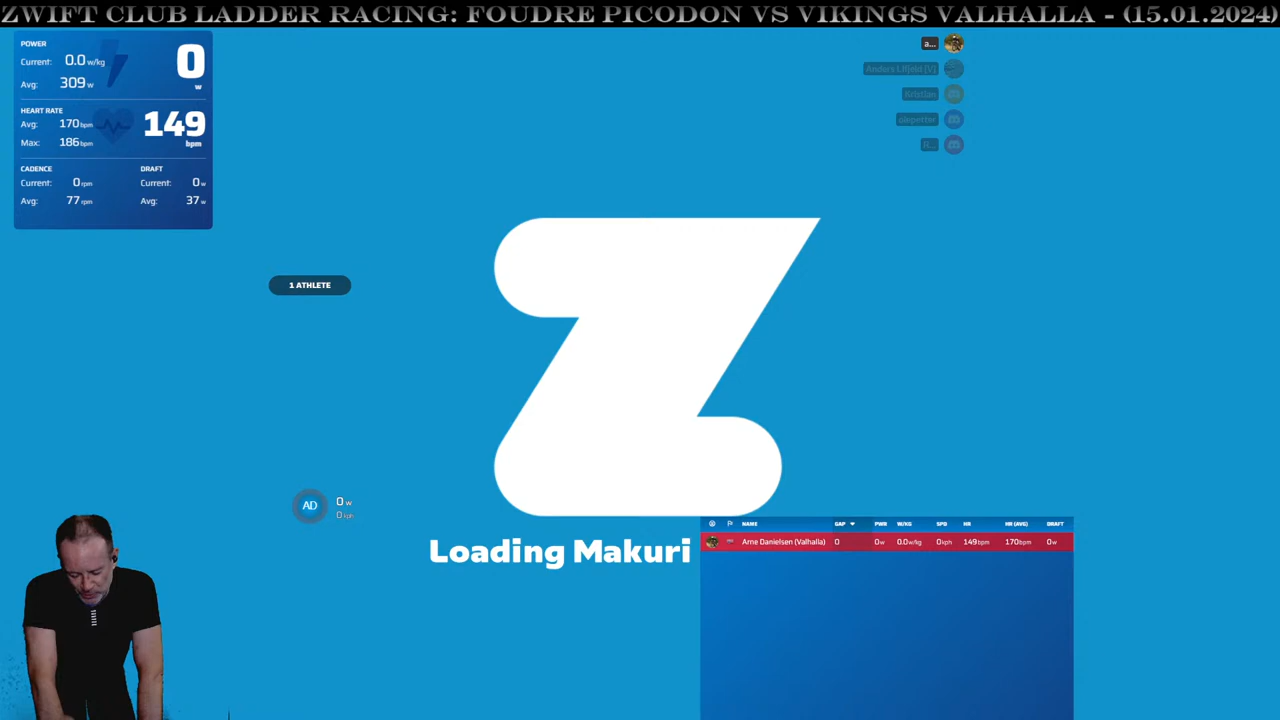 ZWIFT CLUB LADDER RACING: FOUDRE PICODON VS VIKINGS VALHALLA - (15.01.2024)
POWER
Current: 0.0 w/kg
0 w
Avg: 309 w
HEART RATE
Avg: 170 bpm
149 bpm
Max: 186 bpm
CADENCE DRAFT
Current: 0 rpm Current: 0 w
Avg: 77 rpm Avg: 37 w
a...
Kristian
olepetter
R...
1 ATHLETE
AD 0 w
0 kph
Loading Makuri
NAME GAP PWR W/KG SPD HR HR (AVG) DRAFT
Arne Danielsen (Valhalla) 0 0w 0.0w/kg 0kph 149bpm 170bpm 0w